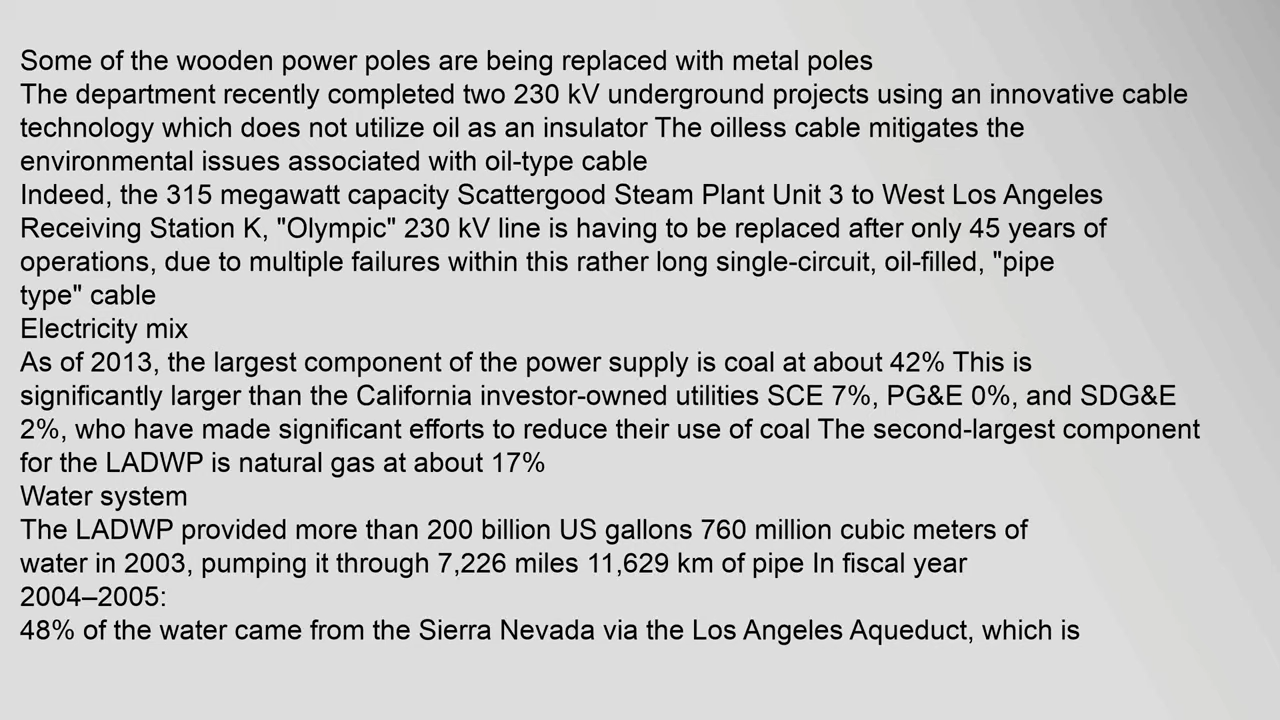 Some of the wooden power poles are being replaced with metal poles
The department recently completed two 230 kV underground projects using an innovative cable
technology which does not utilize oil as an insulator The oilless cable mitigates the
environmental issues associated with oil-type cable
Indeed, the 315 megawatt capacity Scattergood Steam Plant Unit 3 to West Los Angeles
Receiving Station K, "Olympic" 230 kV line is having to be replaced after only 45 years of
operations, due to multiple failures within this rather long single-circuit, oil-filled, "pipe
type" cable
Electricity mix
As of 2013, the largest component of the power supply is coal at about 42% This is
significantly larger than the California investor-owned utilities SCE 7%, PG&E 0%, and SDG&E
2%, who have made significant efforts to reduce their use of coal The second-largest component
for the LADWP is natural gas at about 17%
Water system
The LADWP provided more than 200 billion US gallons 760 million cubic meters of
water in 2003, pumping it through 7,226 miles 11,629 km of pipe In fiscal year
2004–2005:
48% of the water came from the Sierra Nevada via the Los Angeles Aqueduct, which is